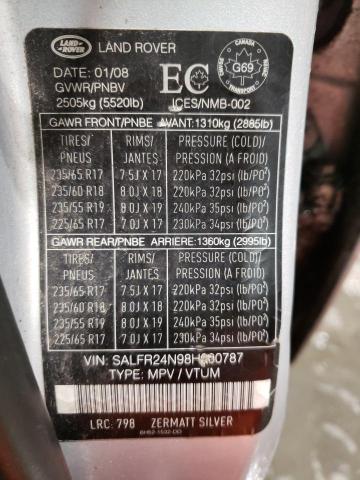 LAND ROVER
LAND ROVER
DATE: 01/08
GVWR/PNBV
2505kg (5520lb)
EC
ICES/NMB-002
CANADA
G69
TRANSPORT
GAWR FRONT/PNBE AVANT:1310kg (2885lb)
TIRES/ RIMS/ PRESSURE (COLD)/
PNEUS JANTES PRESSION (A FROID)
235/65 R17 7.5J X 17 220kPa 32psi (lb/PO²)
235/60 R18 8.0J X 18 220kPa 32psi (lb/PO²)
235/55 R19 8.0J X 19 240kPa 35psi (lb/PO²)
225/65 R17 7.0J X 17 230kPa 34psi (lb/PO²)
GAWR REAR/PNBE ARRIERE:1360kg (2995lb)
TIRES/ RIMS/ PRESSURE (COLD)/
PNEUS JANTES PRESSION (A FROID)
235/65 R17 7.5J X 17 220kPa 32psi (lb/PO²)
235/60 R18 8.0J X 18 220kPa 32psi (lb/PO²)
235/55 R19 8.0J X 19 240kPa 35psi (lb/PO²)
225/65 R17 7.0J X 17 230kPa 34psi (lb/PO²)
VIN:
TYPE: MPV / VTUM
LRC: 798 ZERMATT SILVER